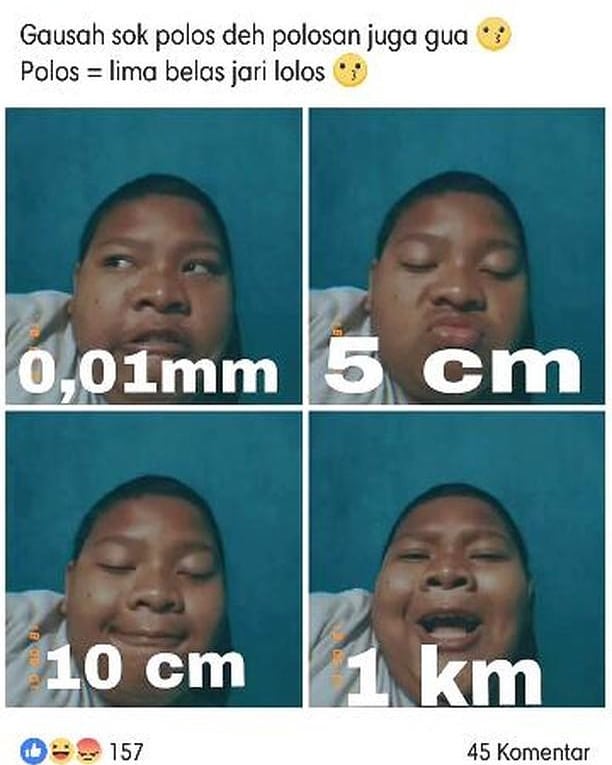 Gausah sok polos deh polosan juga gua 😗
Polos = lima belas jari lolos 😗
0,01mm
5 cm
10 cm
1 km
157
45 Komentar